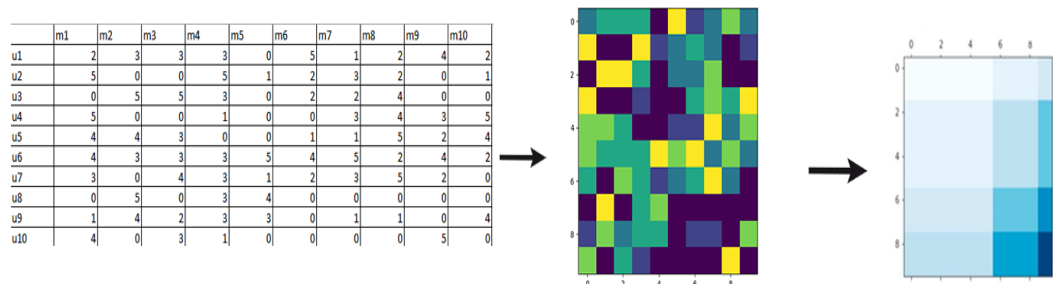 m1 m2 m3 m4 m5 m6 m7 m8 m9 m10
u1 2 3 3 3 0 5 1 2 4 2
u2 5 0 0 5 1 2 3 2 0 1
u3 0 5 5 3 0 2 2 4 0 0
u4 5 0 0 1 0 0 3 4 3 5
u5 4 4 3 0 0 1 1 5 2 4
u6 4 3 3 3 5 4 5 2 4 2
u7 3 0 4 3 1 2 3 5 2 0
u8 0 5 0 3 4 0 0 0 0 0
u9 1 4 2 3 3 0 1 1 0 4
u10 4 0 3 1 0 0 0 0 5 0
0
2
4
6
8
0 2 4 6 8
0 2 4 6 8
0
2
4
6
8